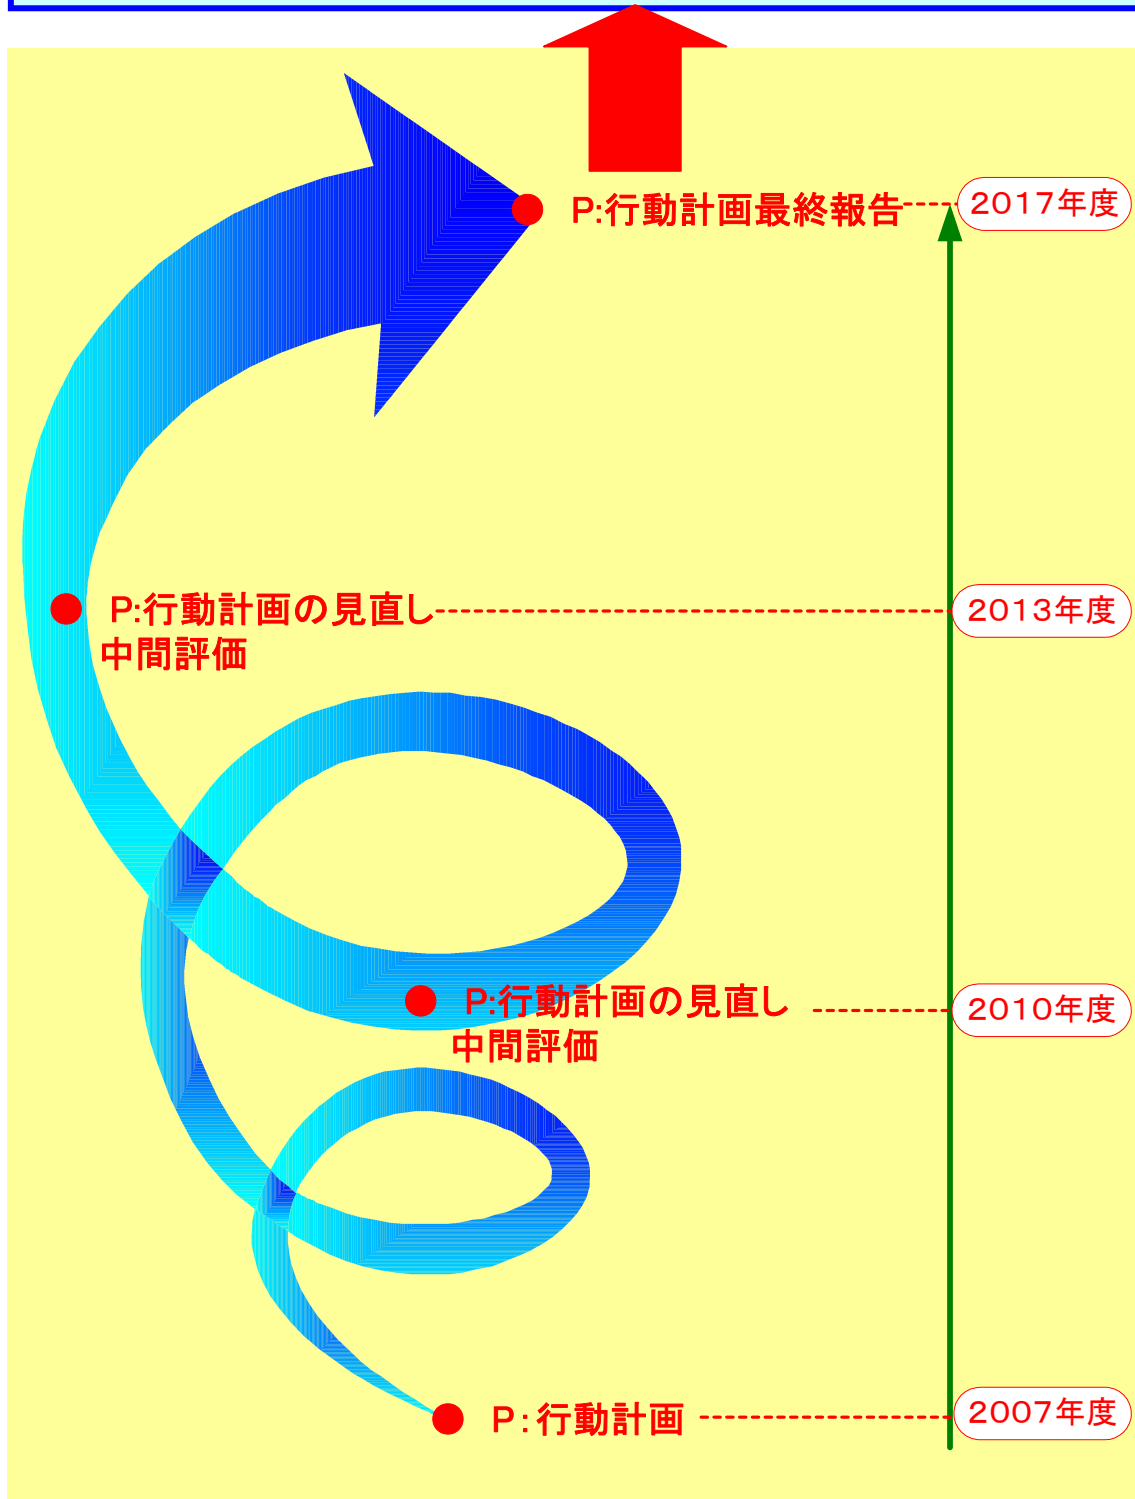 P:行動計画最終報告
2017年度
P:行動計画の見直し
中間評価
2013年度
P:行動計画の見直し
中間評価
2010年度
P:行動計画
2007年度